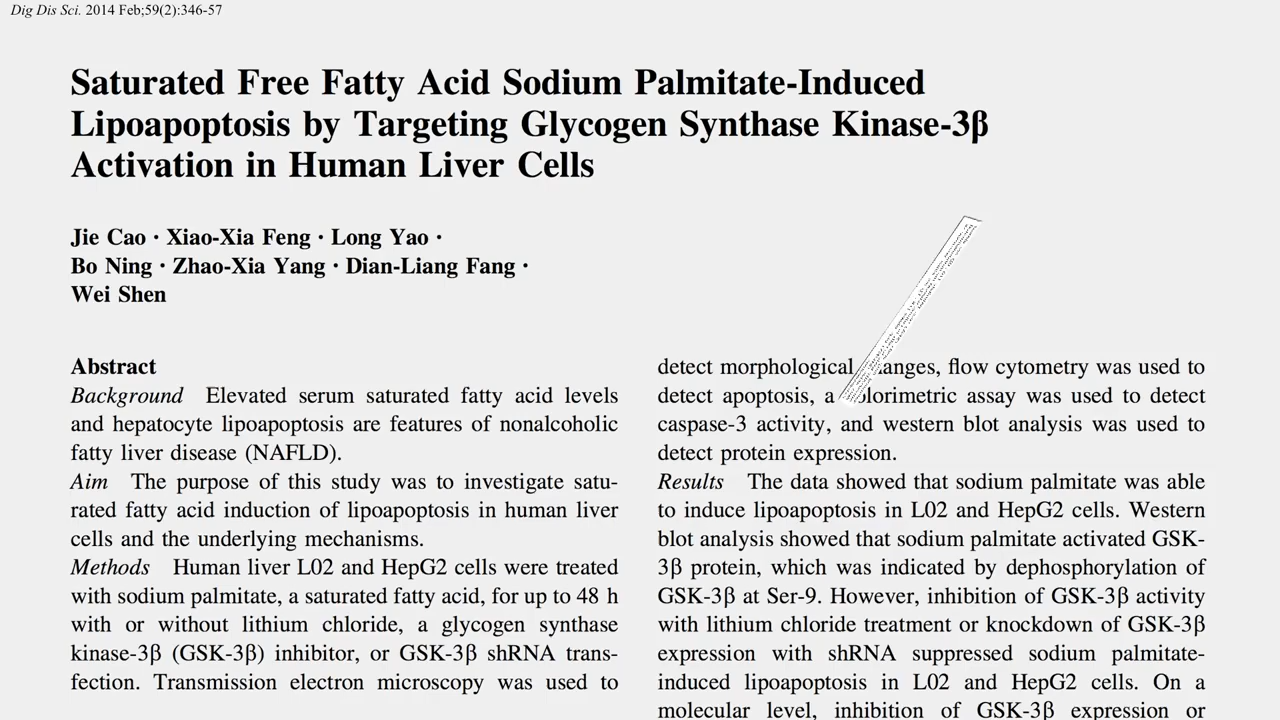 Dig Dis Sci. 2014 Feb;59(2):346-57
Saturated Free Fatty Acid Sodium Palmitate-Induced
Lipoapoptosis by Targeting Glycogen Synthase Kinase-3β
Activation in Human Liver Cells
Jie Cao · Xiao-Xia Feng · Long Yao ·
Bo Ning · Zhao-Xia Yang · Dian-Liang Fang ·
Wei Shen
Abstract
Background Elevated serum saturated fatty acid levels
and hepatocyte lipoapoptosis are features of nonalcoholic
fatty liver disease (NAFLD).
Aim The purpose of this study was to investigate satu-
rated fatty acid induction of lipoapoptosis in human liver
cells and the underlying mechanisms.
Methods Human liver L02 and HepG2 cells were treated
with sodium palmitate, a saturated fatty acid, for up to 48 h
with or without lithium chloride, a glycogen synthase
kinase-3β (GSK-3β) inhibitor, or GSK-3β shRNA trans-
fection. Transmission electron microscopy was used to
detect morphological anges, flow cytometry was used to
detect apoptosis, a olorimetric assay was used to detect
caspase-3 activity, and western blot analysis was used to
detect protein expression.
Results The data showed that sodium palmitate was able
to induce lipoapoptosis in L02 and HepG2 cells. Western
blot analysis showed that sodium palmitate activated GSK-
3β protein, which was indicated by dephosphorylation of
GSK-3β at Ser-9. However, inhibition of GSK-3β activity
with lithium chloride treatment or knockdown of GSK-3β
expression with shRNA suppressed sodium palmitate-
induced lipoapoptosis in L02 and HepG2 cells. On a
molecular level, inhibition of GSK-3β expression or